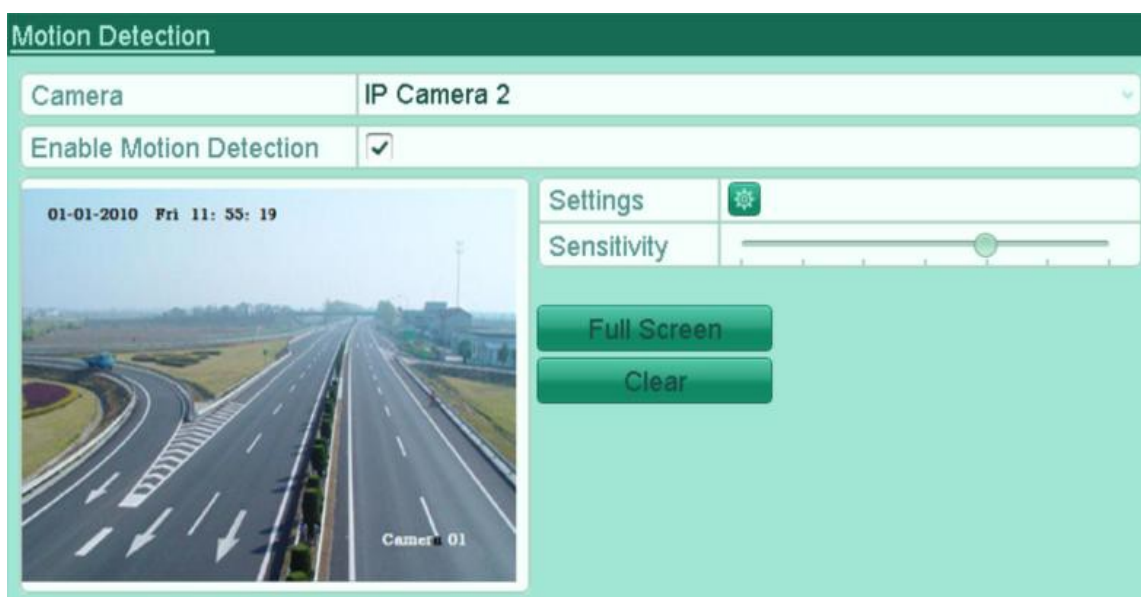 Motion Detection
Camera IP Camera 2
Enable Motion Detection
01-01-2010 Fri 11: 55: 19
Camera 01
Settings
Sensitivity
Full Screen
Clear